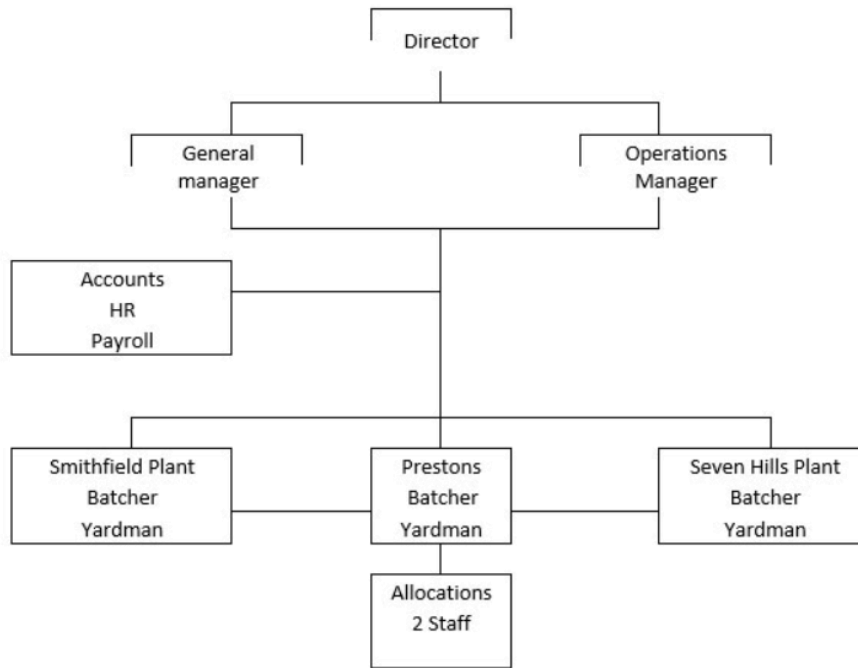 Director
General
manager
Operations
Manager
Accounts
HR
Payroll
Smithfield Plant
Batcher
Yardman
Prestons
Batcher
Yardman
Seven Hills Plant
Batcher
Yardman
Allocations
2 Staff